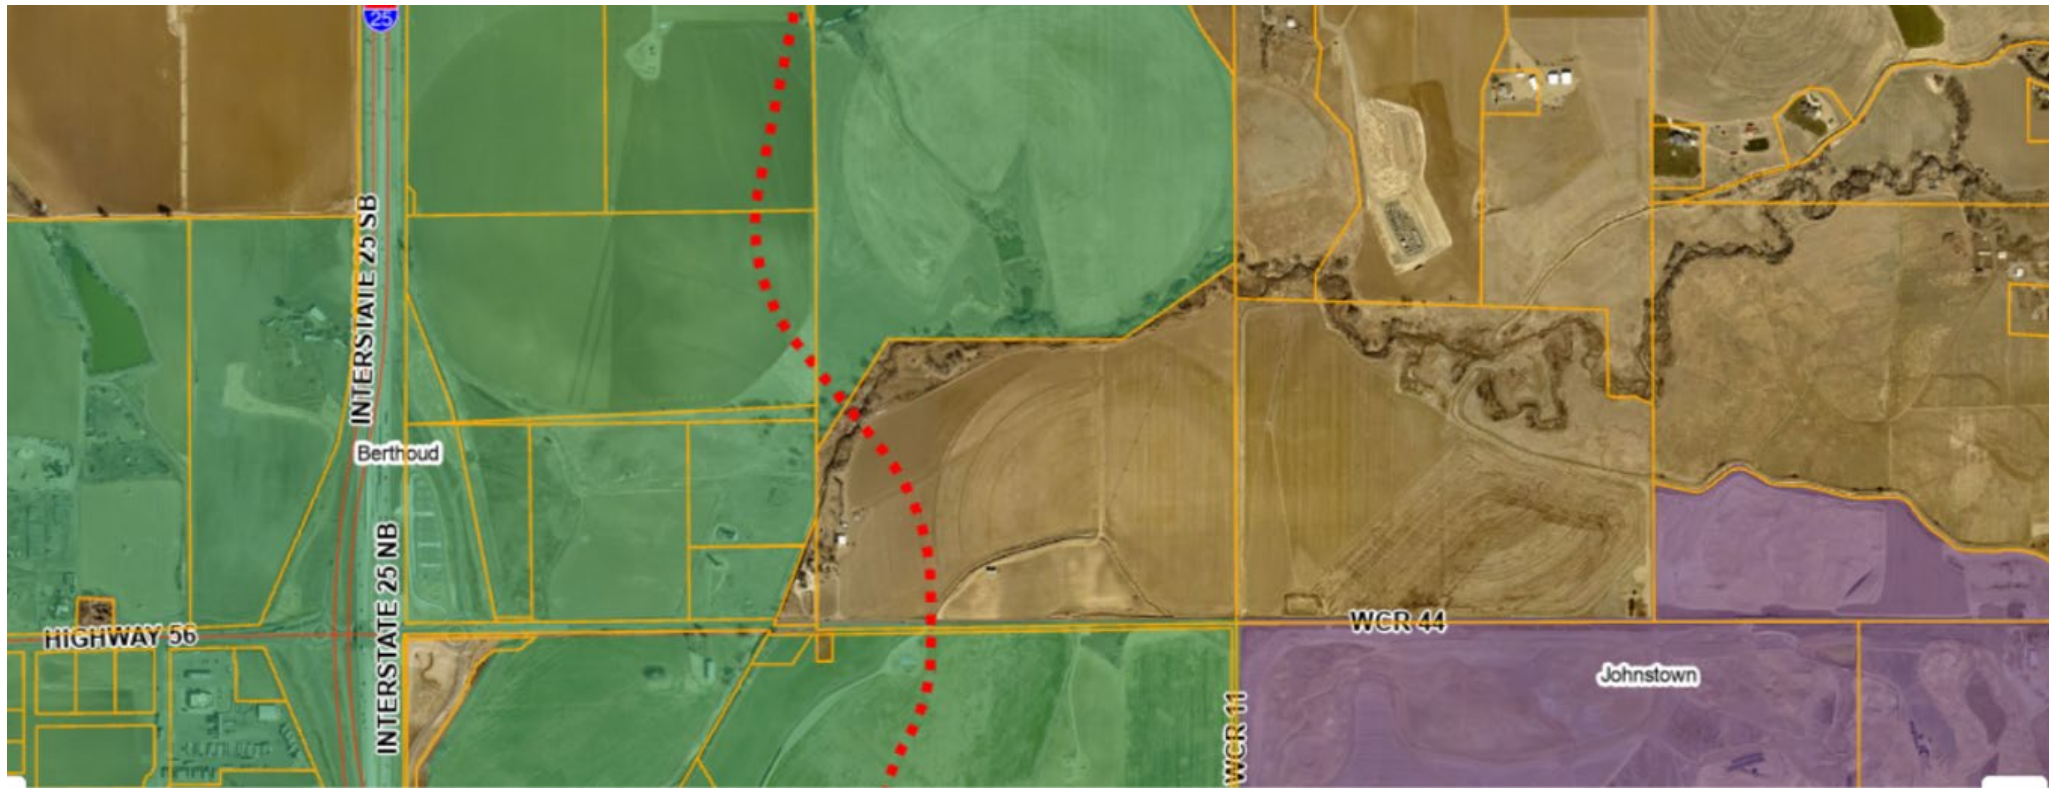 25
INTERSTATE 25 SB
Berthoud
INTERSTATE 25 NB
HIGHWAY 56
WCR 44
Johnstown
WCR 11